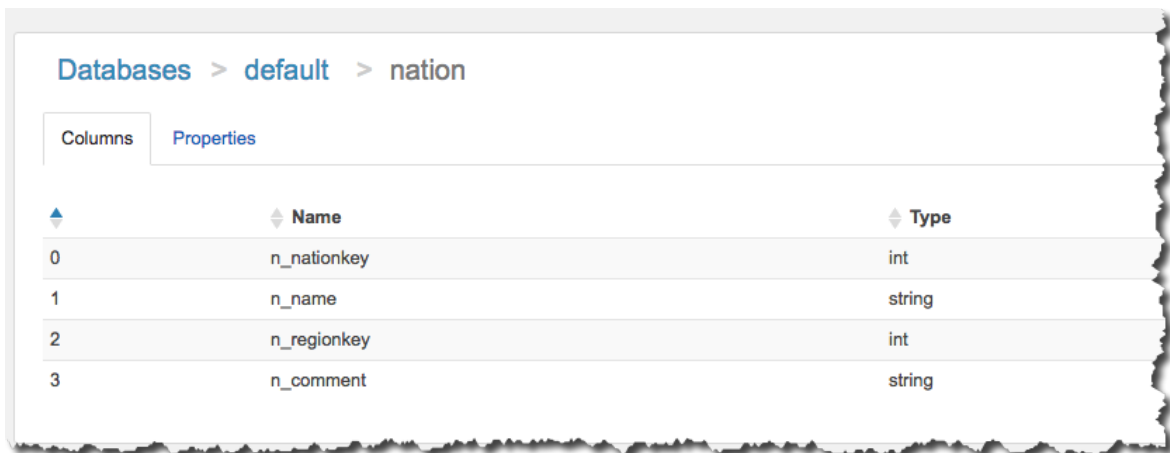 Databases > default > nation
Columns Properties
Name Type
0 n_nationkey int
1 n_name string
2 n_regionkey int
3 n_comment string